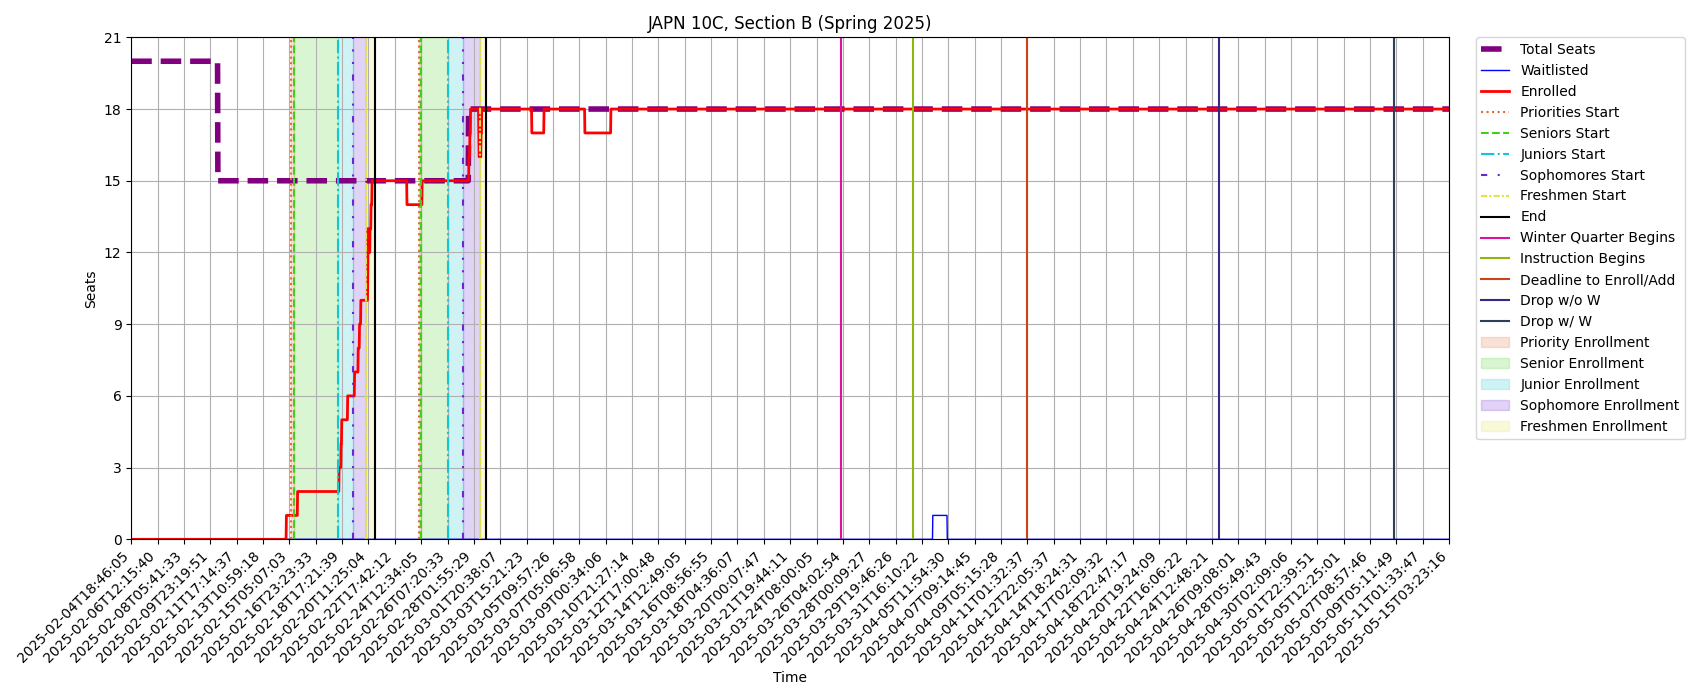 JAPN 10C, Section B (Spring 2025)
21
18
15
12
9
6
3
0
Seats
2025-02-04T18:46:05
2025-02-06T12:15:40
2025-02-08T05:41:33
2025-02-09T23:19:51
2025-02-11T17:14:37
2025-02-13T10:59:18
2025-02-15T05:07:03
2025-02-16T23:23:33
2025-02-18T17:21:39
2025-02-20T11:25:04
2025-02-22T17:42:12
2025-02-24T12:34:05
2025-02-26T07:20:33
2025-02-28T01:55:29
2025-03-01T20:38:07
2025-03-03T15:21:23
2025-03-05T09:57:26
2025-03-07T05:06:58
2025-03-09T00:34:06
2025-03-10T21:27:14
2025-03-12T17:00:48
2025-03-14T12:49:05
2025-03-16T08:56:55
2025-03-18T04:36:07
2025-03-20T00:07:47
2025-03-21T19:44:11
2025-03-24T08:00:05
2025-03-26T04:02:54
2025-03-28T00:09:27
2025-03-29T19:46:26
2025-03-31T16:10:22
2025-04-05T11:54:30
2025-04-07T09:14:45
2025-04-09T05:15:28
2025-04-11T01:32:37
2025-04-12T22:05:37
2025-04-14T18:24:31
2025-04-17T02:09:32
2025-04-18T22:47:17
2025-04-20T19:24:09
2025-04-22T16:06:22
2025-04-24T12:48:21
2025-04-26T09:08:01
2025-04-28T05:49:43
2025-04-30T02:09:06
2025-05-01T22:39:51
2025-05-05T12:25:01
2025-05-07T08:57:46
2025-05-09T05:11:49
2025-05-11T01:33:47
2025-05-15T03:23:16
Time
Total Seats
Waitlisted
Enrolled
Priorities Start
Seniors Start
Juniors Start
Sophomores Start
Freshmen Start
End
Winter Quarter Begins
Instruction Begins
Deadline to Enroll/Add
Drop w/o W
Drop w/ W
Priority Enrollment
Senior Enrollment
Junior Enrollment
Sophomore Enrollment
Freshmen Enrollment